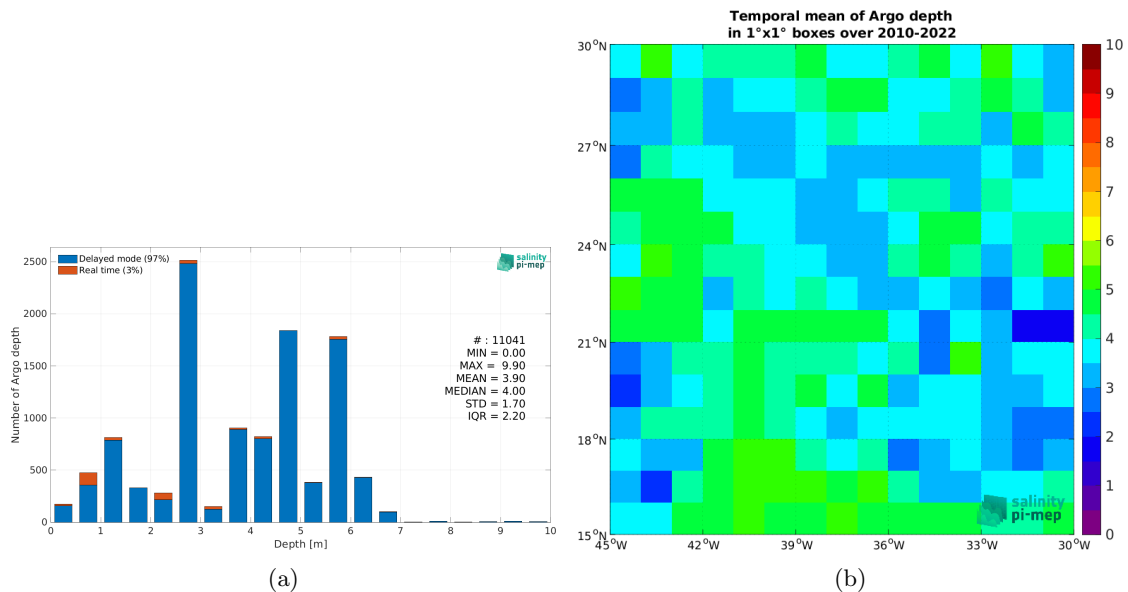 Delayed mode (97%)
Real time (3%)
salinity
pi-mep
# : 11041
MIN = 0.00
MAX = 9.90
MEAN = 3.90
MEDIAN = 4.00
STD = 1.70
IQR = 2.20
Number of Argo depth
2500
2000
1500
1000
500
0
0 1 2 3 4 5 6 7 8 9 10
Depth [m]
(a)
Temporal mean of Argo depth
in 1°x1° boxes over 2010-2022
30°N
27°N
24°N
21°N
18°N
15°N
45°W 42°W 39°W 36°W 33°W 30°W
salinity
pi-mep
10
9
8
7
6
5
4
3
2
1
0
(b)